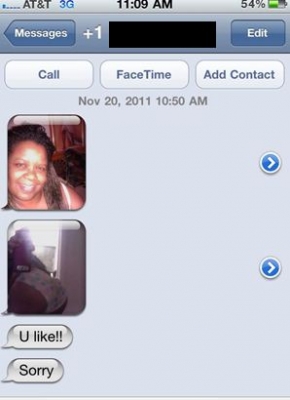 AT&T 3G 11:09 AM 54%
Messages +1 Edit
Call FaceTime Add Contact
Nov 20, 2011 10:50 AM
U like!!
Sorry